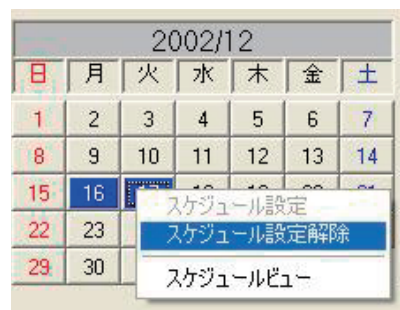 2002/12
日 月 火 水 木 金 土
1 2 3 4 5 6 7
8 9 10 11 12 13 14
15 16
スケジュール設定
22 23 スケジュール設定解除
29 30 スケジュールビュー